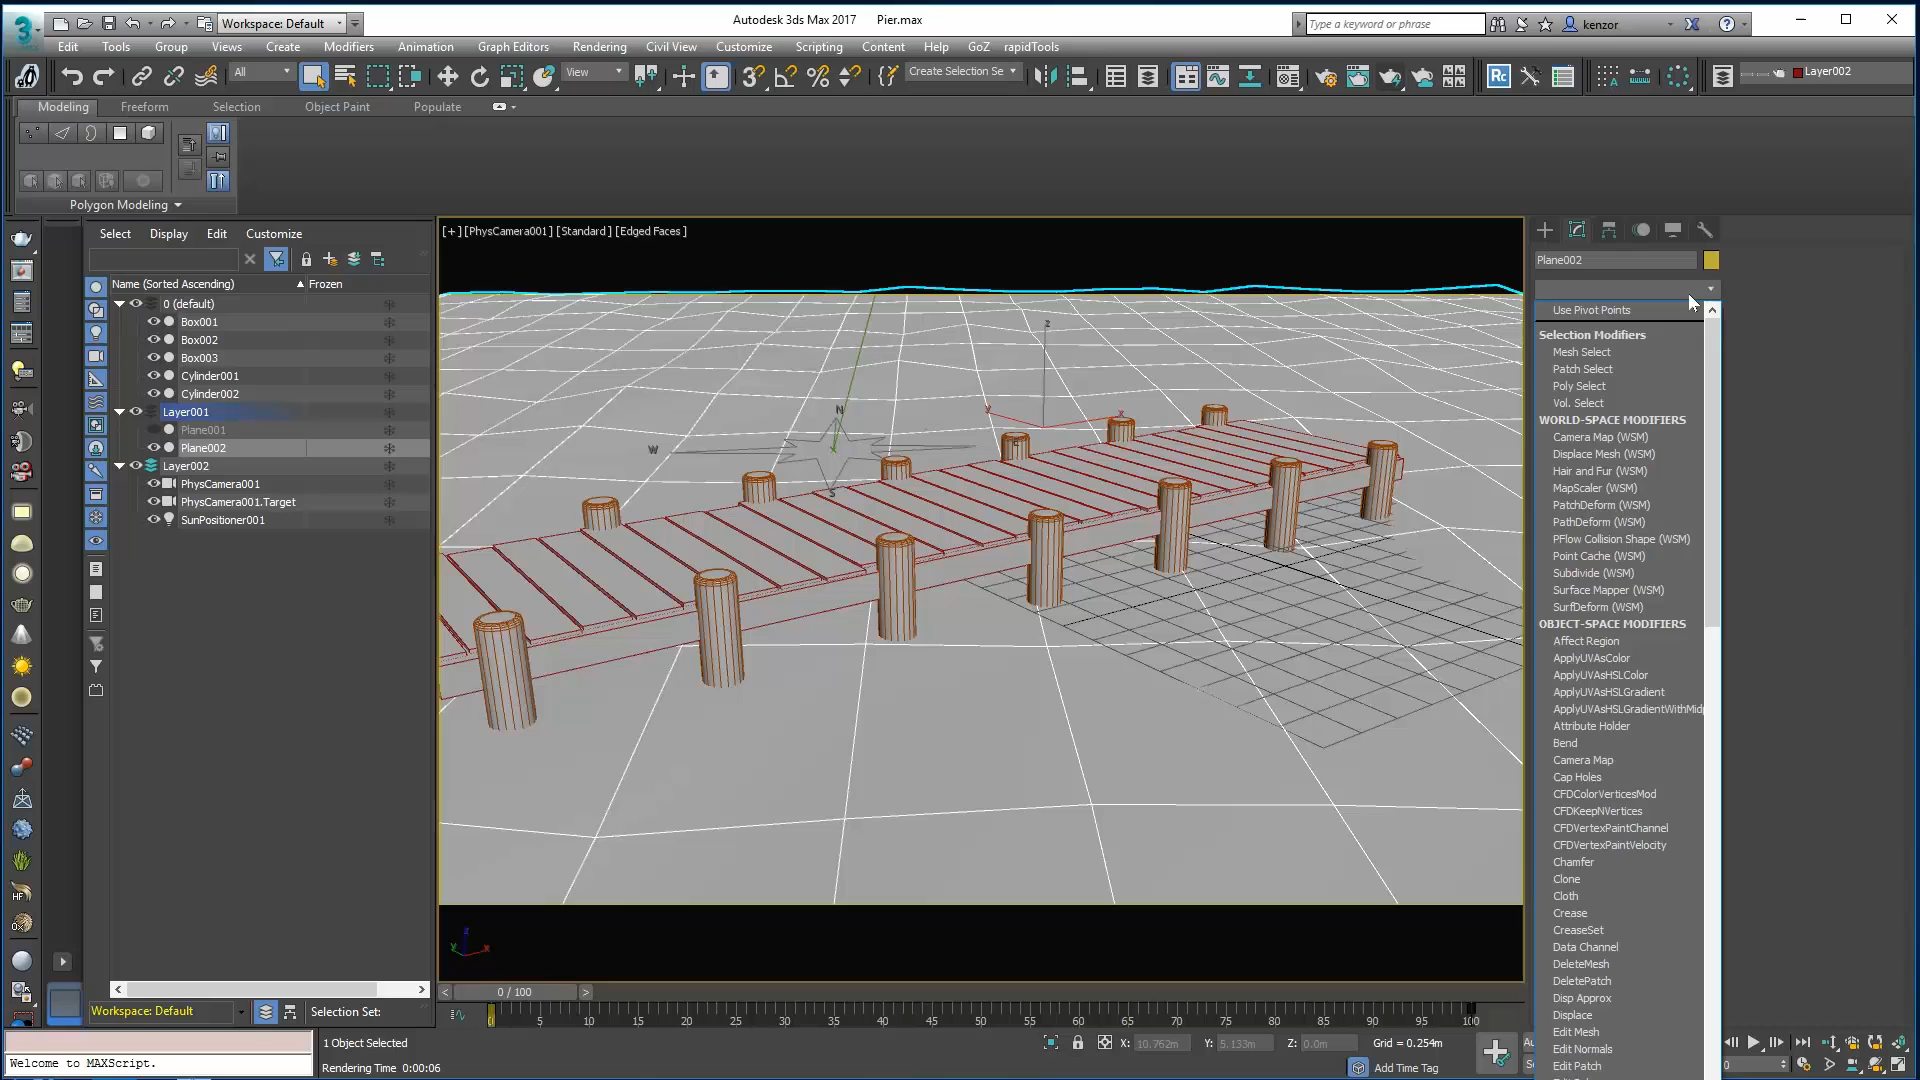 Workspace: Default
Autodesk 3ds Max 2017 Pier.max
Type a keyword or phrase
kenzor
Edit Tools Group Views Create Modifiers Animation Graph Editors Rendering Civil View Customize Scripting Content Help GoZ rapidTools
All
View
Create Selection Se
Rc
Layer002
Modeling Freeform Selection Object Paint Populate
Polygon Modeling
Select Display Edit Customize
Name (Sorted Ascending) Frozen
0 (default)
Box001
Box002
Box003
Cylinder001
Cylinder002
Layer001
Plane001
Plane002
Layer002
PhysCamera001
PhysCamera001.Target
SunPositioner001
[+] [PhysCamera001] [Standard] [Edged Faces]
N
W
S
z
y
x
Plane002
Use Pivot Points
Selection Modifiers
Mesh Select
Patch Select
Poly Select
Vol. Select
WORLD-SPACE MODIFIERS
Camera Map (WSM)
Displace Mesh (WSM)
Hair and Fur (WSM)
MapScaler (WSM)
PatchDeform (WSM)
PathDeform (WSM)
PFlow Collision Shape (WSM)
Point Cache (WSM)
Subdivide (WSM)
Surface Mapper (WSM)
SurfDeform (WSM)
OBJECT-SPACE MODIFIERS
Affect Region
ApplyUVAsColor
ApplyUVAsHSLColor
ApplyUVAsHSLGradient
ApplyUVAsHSLGradientWithMid
Attribute Holder
Bend
Camera Map
Cap Holes
CFDColorVerticesMod
CFDKeepNVertices
CFDVertexPaintChannel
CFDVertexPaintVelocity
Chamfer
Clone
Cloth
Crease
CreaseSet
Data Channel
DeleteMesh
DeletePatch
Disp Approx
Displace
Edit Mesh
Edit Normals
Edit Patch
z
y
x
< 0 / 100 >
5 10 15 20 25 30 35 40 45 50 55 60 65 70 75 80 85 90 95 100
Workspace: Default
Selection Set:
1 Object Selected
X: 10.762m Y: 5.133m Z: 0.0m Grid = 0.254m
Welcome to MAXScript.
Rendering Time 0:00:06
Add Time Tag
0